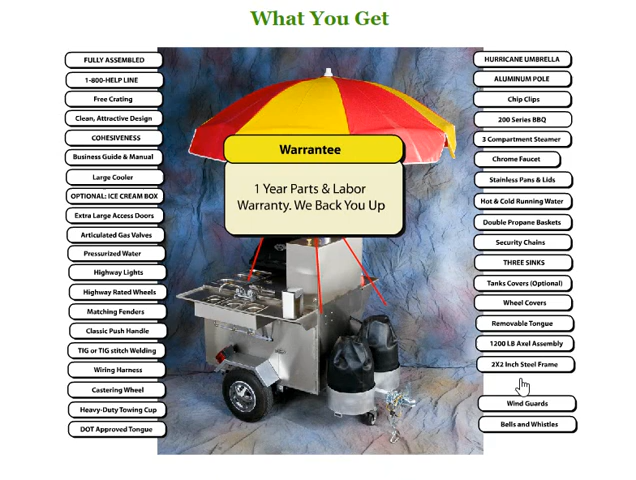 What You Get
FULLY ASSEMBLED
1-800-HELP LINE
Free Crating
Clean, Attractive Design
COHESIVENESS
Business Guide & Manual
Large Cooler
OPTIONAL: ICE CREAM BOX
Extra Large Access Doors
Articulated Gas Valves
Pressurized Water
Highway Lights
Highway Rated Wheels
Matching Fenders
Classic Push Handle
TIG or TIG stitch Welding
Wiring Harness
Castering Wheel
Heavy-Duty Towing Cup
DOT Approved Tongue
Warrantee
1 Year Parts & Labor
Warranty. We Back You Up
HURRICANE UMBRELLA
ALUMINUM POLE
Chip Clips
200 Series BBQ
3 Compartment Steamer
Chrome Faucet
Stainless Pans & Lids
Hot & Cold Running Water
Double Propane Baskets
Security Chains
THREE SINKS
Tanks Covers (Optional)
Wheel Covers
Removable Tongue
1200 LB Axel Assembly
2X2 Inch Steel Frame
Wind Guards
Bells and Whistles